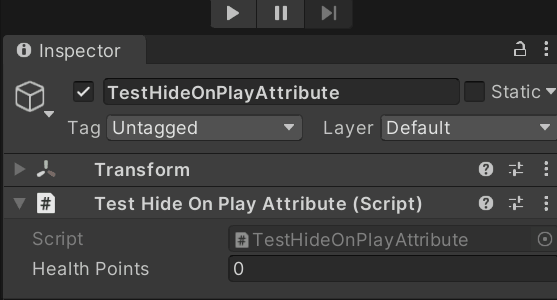 Inspector
TestHideOnPlayAttribute Static
Tag Untagged Layer Default
Transform
# Test Hide On Play Attribute (Script)
Script # TestHideOnPlayAttribute
Health Points 0